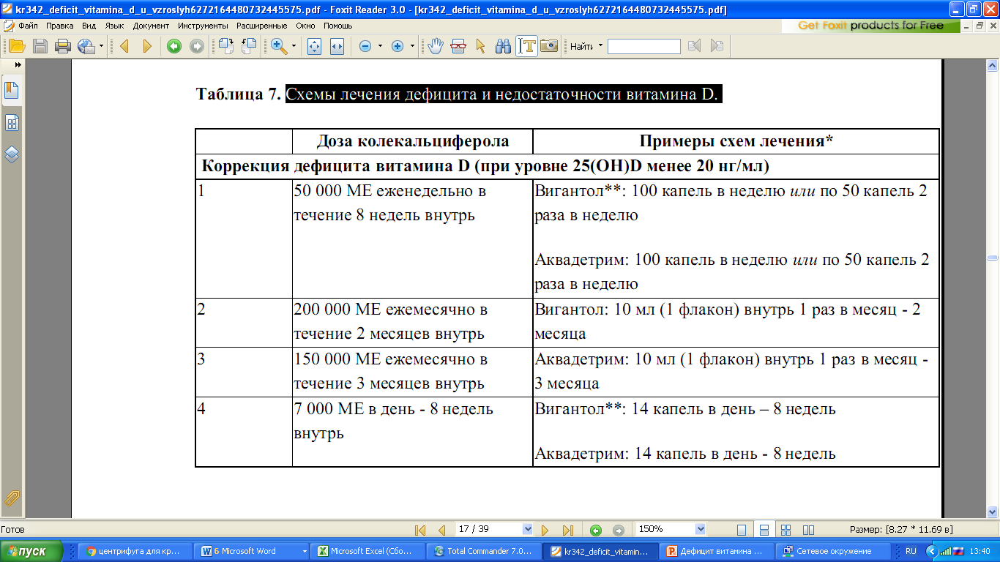 kr342_deficit_vitamina_d_u_vzroslyh6272164480732445575.pdf - Foxit Reader 3.0 - [kr342_deficit_vitamina_d_u_vzroslyh6272164480732445575.pdf]
Файл Правка Вид Язык Документ Инструменты Расширенные Окно Помощь
Get Foxit products for Free
Найти
Таблица 7. Схемы лечения дефицита и недостаточности витамина D.
Доза колекальциферола Примеры схем лечения*
Коррекция дефицита витамина D (при уровне 25(OH)D менее 20 нг/мл)
1 50 000 МЕ еженедельно в Вигантол**: 100 капель в неделю или по 50 капель 2
течение 8 недель внутрь раза в неделю
Аквадетрим: 100 капель в неделю или по 50 капель 2
раза в неделю
2 200 000 МЕ ежемесячно в Вигантол: 10 мл (1 флакон) внутрь 1 раз в месяц - 2
течение 2 месяцев внутрь месяца
3 150 000 МЕ ежемесячно в Аквадетрим: 10 мл (1 флакон) внутрь 1 раз в месяц -
течение 3 месяцев внутрь 3 месяца
4 7 000 МЕ в день - 8 недель Вигантол**: 14 капель в день – 8 недель
внутрь
Аквадетрим: 14 капель в день - 8 недель
Готов 17 / 39 150% Размер: [8.27 * 11.69 в]
пуск центрифуга для кр... 6 Microsoft Word Microsoft Excel (Сбо... Total Commander 7.0... kr342_deficit_vitamin... Дефицит витамина ... Сетевое окружение RU 13:40